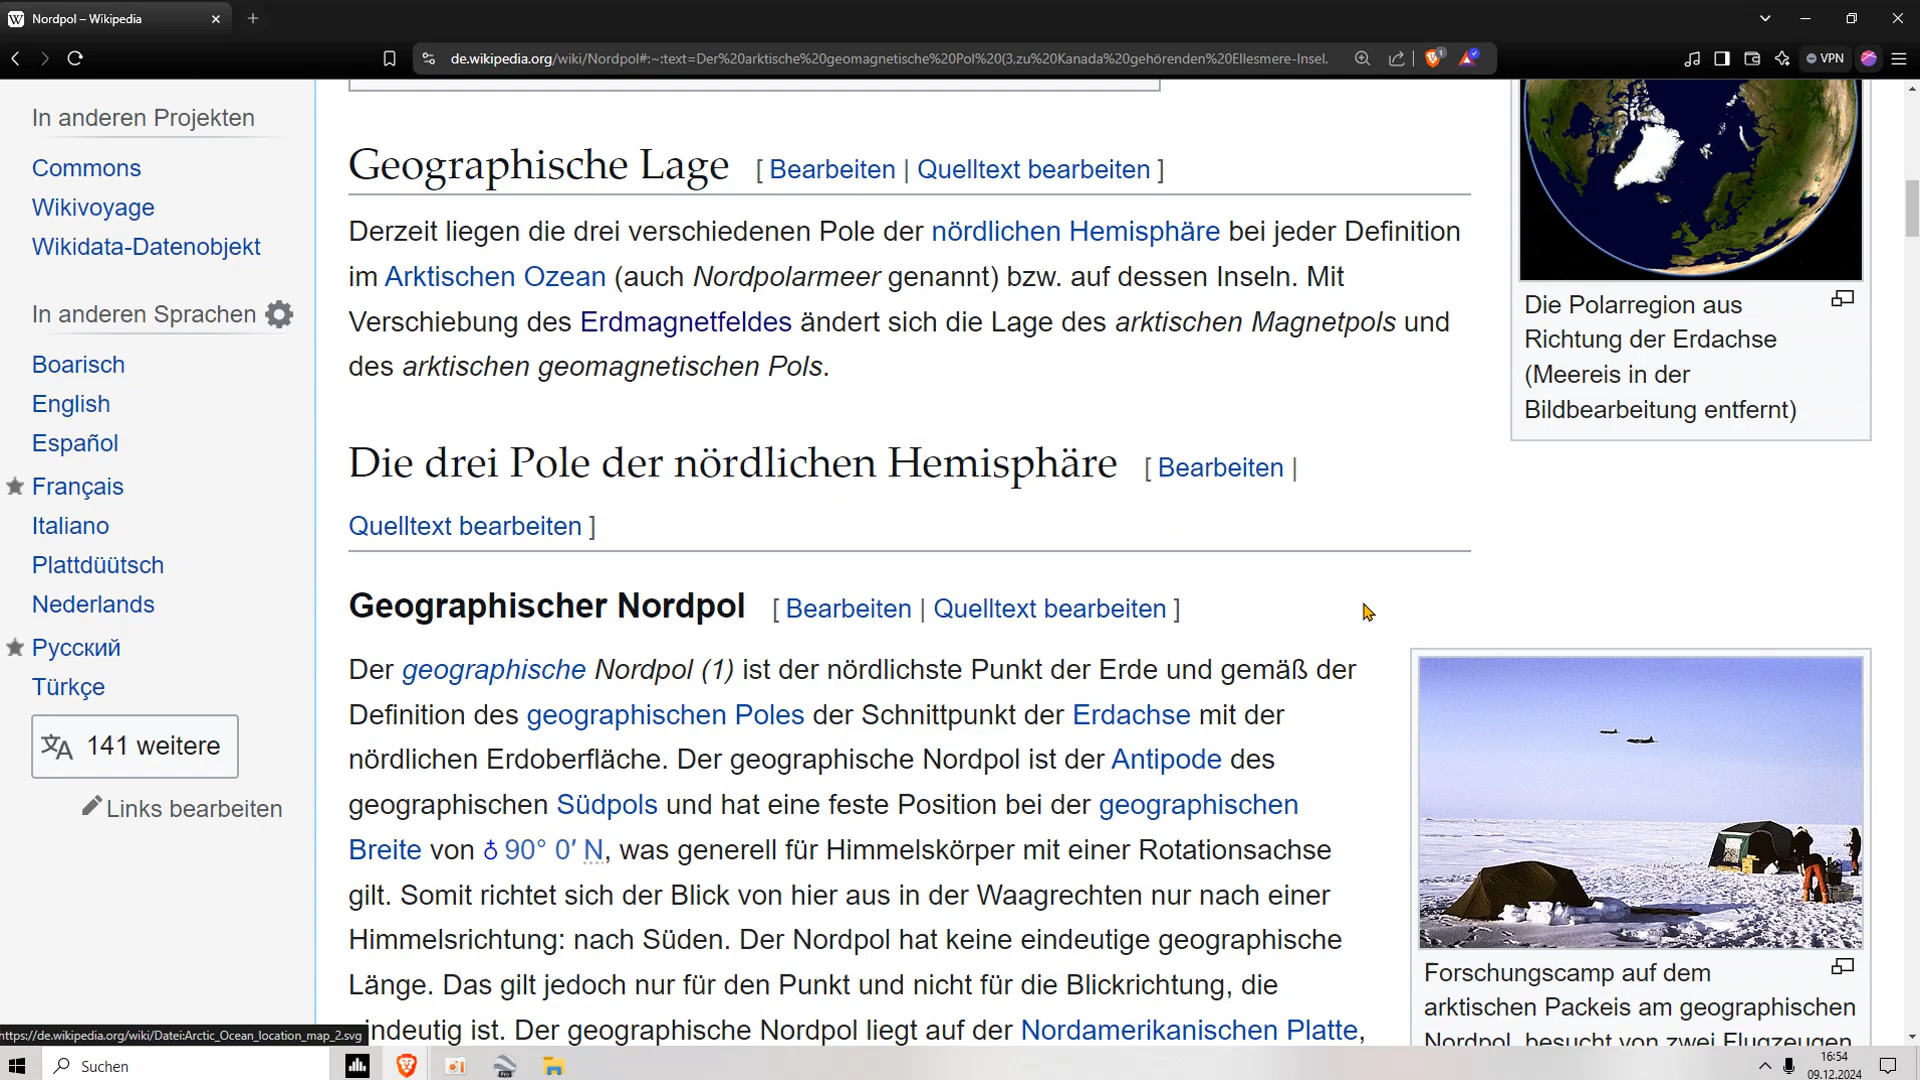 Nordpol – Wikipedia
de.wikipedia.org/wiki/Nordpol#:~:text=Der%20arktische%20geomagnetische%20Pol%20(3,zu%20Kanada%20gehörenden%20Ellesmere-Insel.
1
VPN
In anderen Projekten
Commons
Wikivoyage
Wikidata-Datenobjekt
In anderen Sprachen
Boarisch
English
Español
Français
Italiano
Plattdüütsch
Nederlands
Русский
Türkçe
141 weitere
Links bearbeiten
Geographische Lage [ Bearbeiten | Quelltext bearbeiten ]
Derzeit liegen die drei verschiedenen Pole der nördlichen Hemisphäre bei jeder Definition
im Arktischen Ozean (auch Nordpolarmeer genannt) bzw. auf dessen Inseln. Mit
Verschiebung des Erdmagnetfeldes ändert sich die Lage des arktischen Magnetpols und
des arktischen geomagnetischen Pols.
Die drei Pole der nördlichen Hemisphäre [ Bearbeiten |
Quelltext bearbeiten ]
Geographischer Nordpol [ Bearbeiten | Quelltext bearbeiten ]
Der geographische Nordpol (1) ist der nördlichste Punkt der Erde und gemäß der
Definition des geographischen Poles der Schnittpunkt der Erdachse mit der
nördlichen Erdoberfläche. Der geographische Nordpol ist der Antipode des
geographischen Südpols und hat eine feste Position bei der geographischen
Breite von ♁ 90° 0′ N, was generell für Himmelskörper mit einer Rotationsachse
gilt. Somit richtet sich der Blick von hier aus in der Waagrechten nur nach einer
Himmelsrichtung: nach Süden. Der Nordpol hat keine eindeutige geographische
Länge. Das gilt jedoch nur für den Punkt und nicht für die Blickrichtung, die
indeutig ist. Der geographische Nordpol liegt auf der Nordamerikanischen Platte,
Die Polarregion aus
Richtung der Erdachse
(Meereis in der
Bildbearbeitung entfernt)
Forschungscamp auf dem
arktischen Packeis am geographischen
Nordpol, besucht von zwei Flugzeugen
https://de.wikipedia.org/wiki/Datei:Arctic_Ocean_location_map_2.svg
Suchen
16:54
09.12.2024